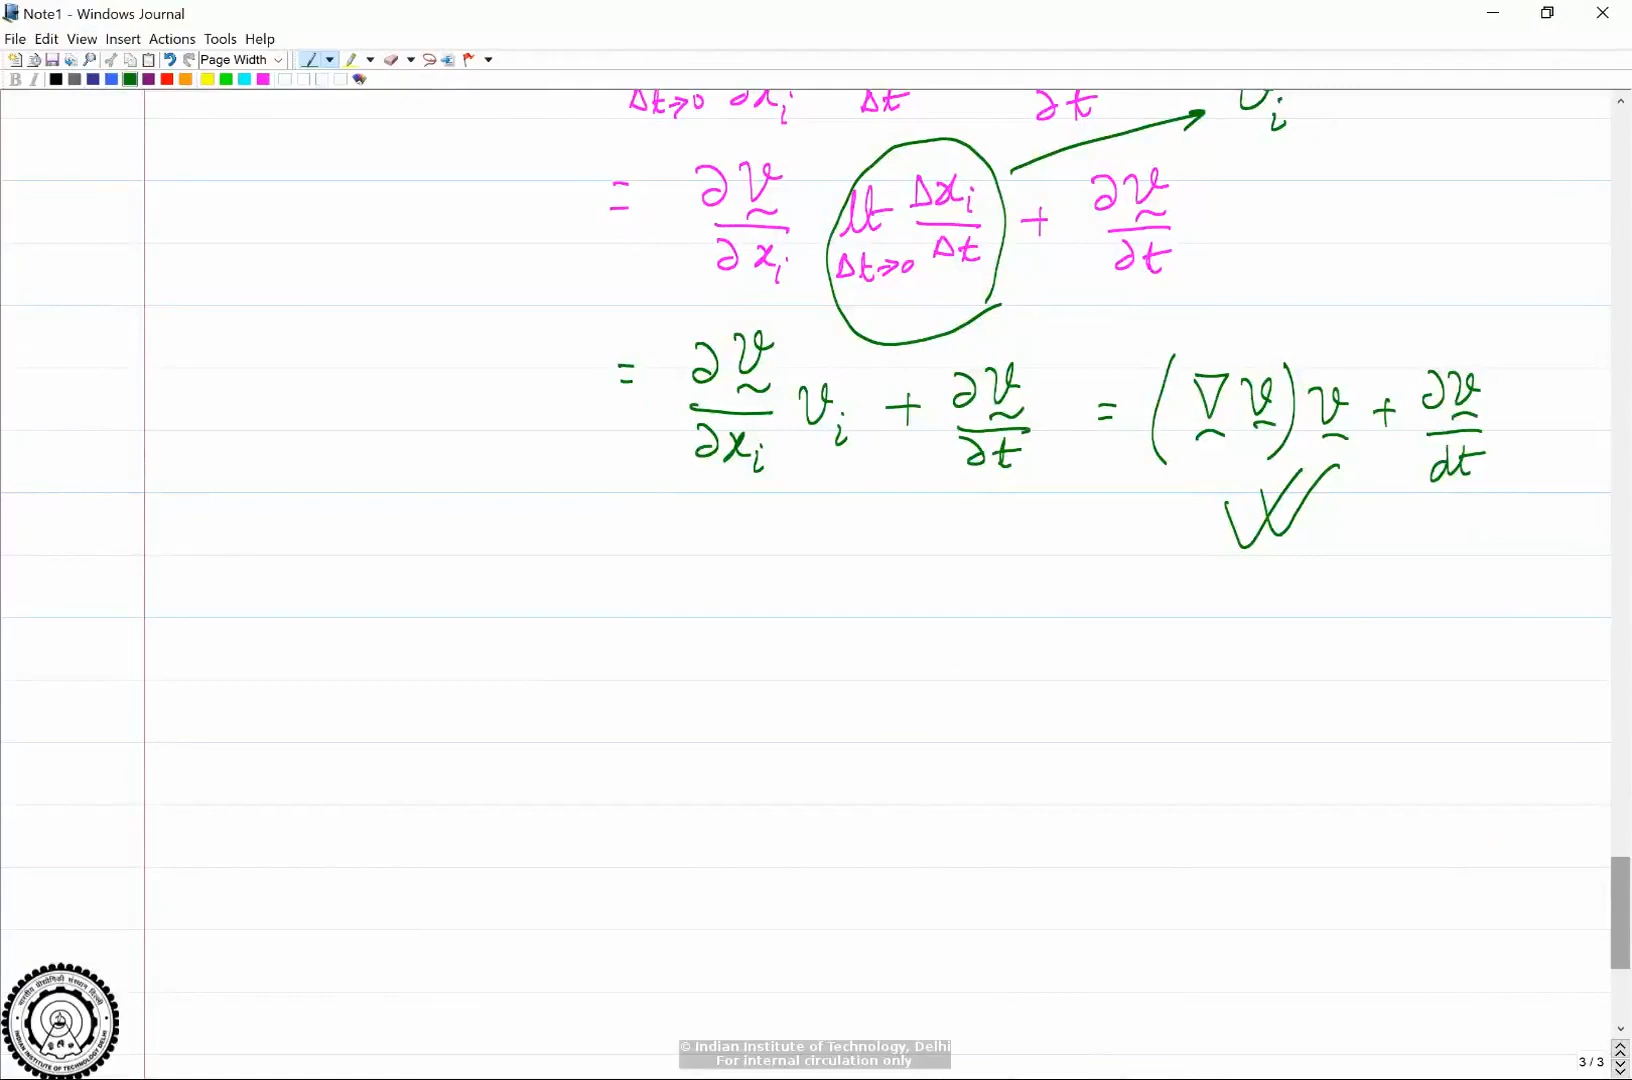 Note1 - Windows Journal
File Edit View Insert Actions Tools Help
Page Width
B I
Δt→0 ∂x_i Δt ∂t v_i
= ∂v̰/∂x_i lt Δt→0 Δx_i/Δt + ∂v̰/∂t
= ∂v̰/∂x_i v_i + ∂v̰/∂t = (∇̰ v̰) v̰ + ∂v̰/dt
© Indian Institute of Technology, Delhi
For internal circulation only
3 / 3